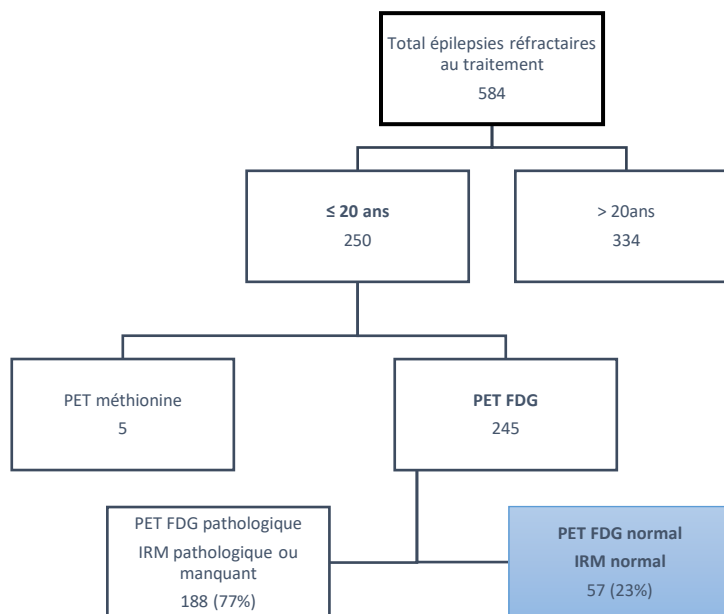 Total épilepsies réfractaires
au traitement
584
≤ 20 ans
250
> 20ans
334
PET méthionine
5
PET FDG
245
PET FDG pathologique
IRM pathologique ou
manquant
188 (77%)
PET FDG normal
IRM normal
57 (23%)